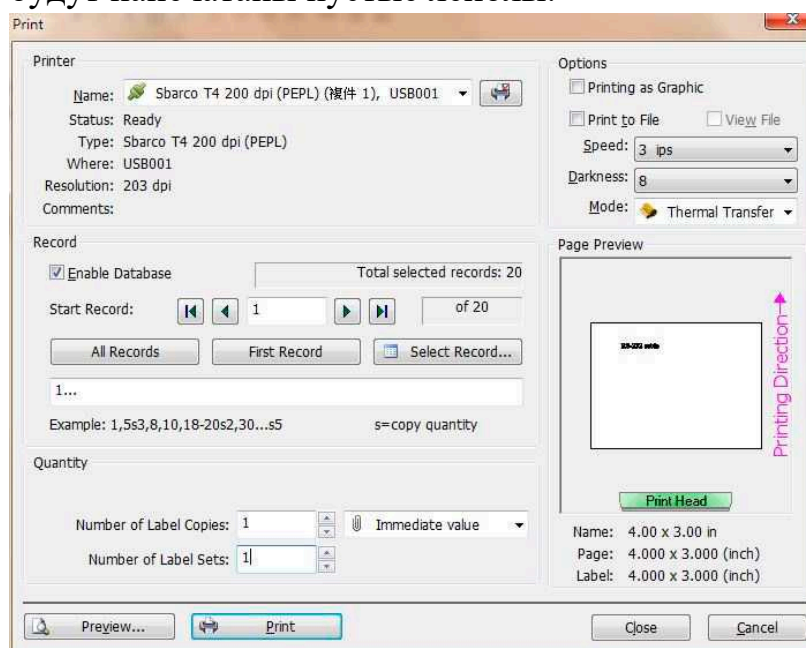 Print
Printer
Name: Sbarco T4 200 dpi (PEPL) (複件 1), USB001
Status: Ready
Type: Sbarco T4 200 dpi (PEPL)
Where: USB001
Resolution: 203 dpi
Comments:
Options
Printing as Graphic
Print to File View File
Speed: 3 ips
Darkness: 8
Mode: Thermal Transfer
Record
Enable Database Total selected records: 20
Start Record: 1 of 20
All Records First Record Select Record...
1...
Example: 1,5s3,8,10,18-20s2,30...s5 s=copy quantity
Page Preview
Printing Direction
Print Head
Name: 4.00 x 3.00 in
Page: 4.000 x 3.000 (inch)
Label: 4.000 x 3.000 (inch)
Quantity
Number of Label Copies: 1 Immediate value
Number of Label Sets: 1
Preview... Print Close Cancel